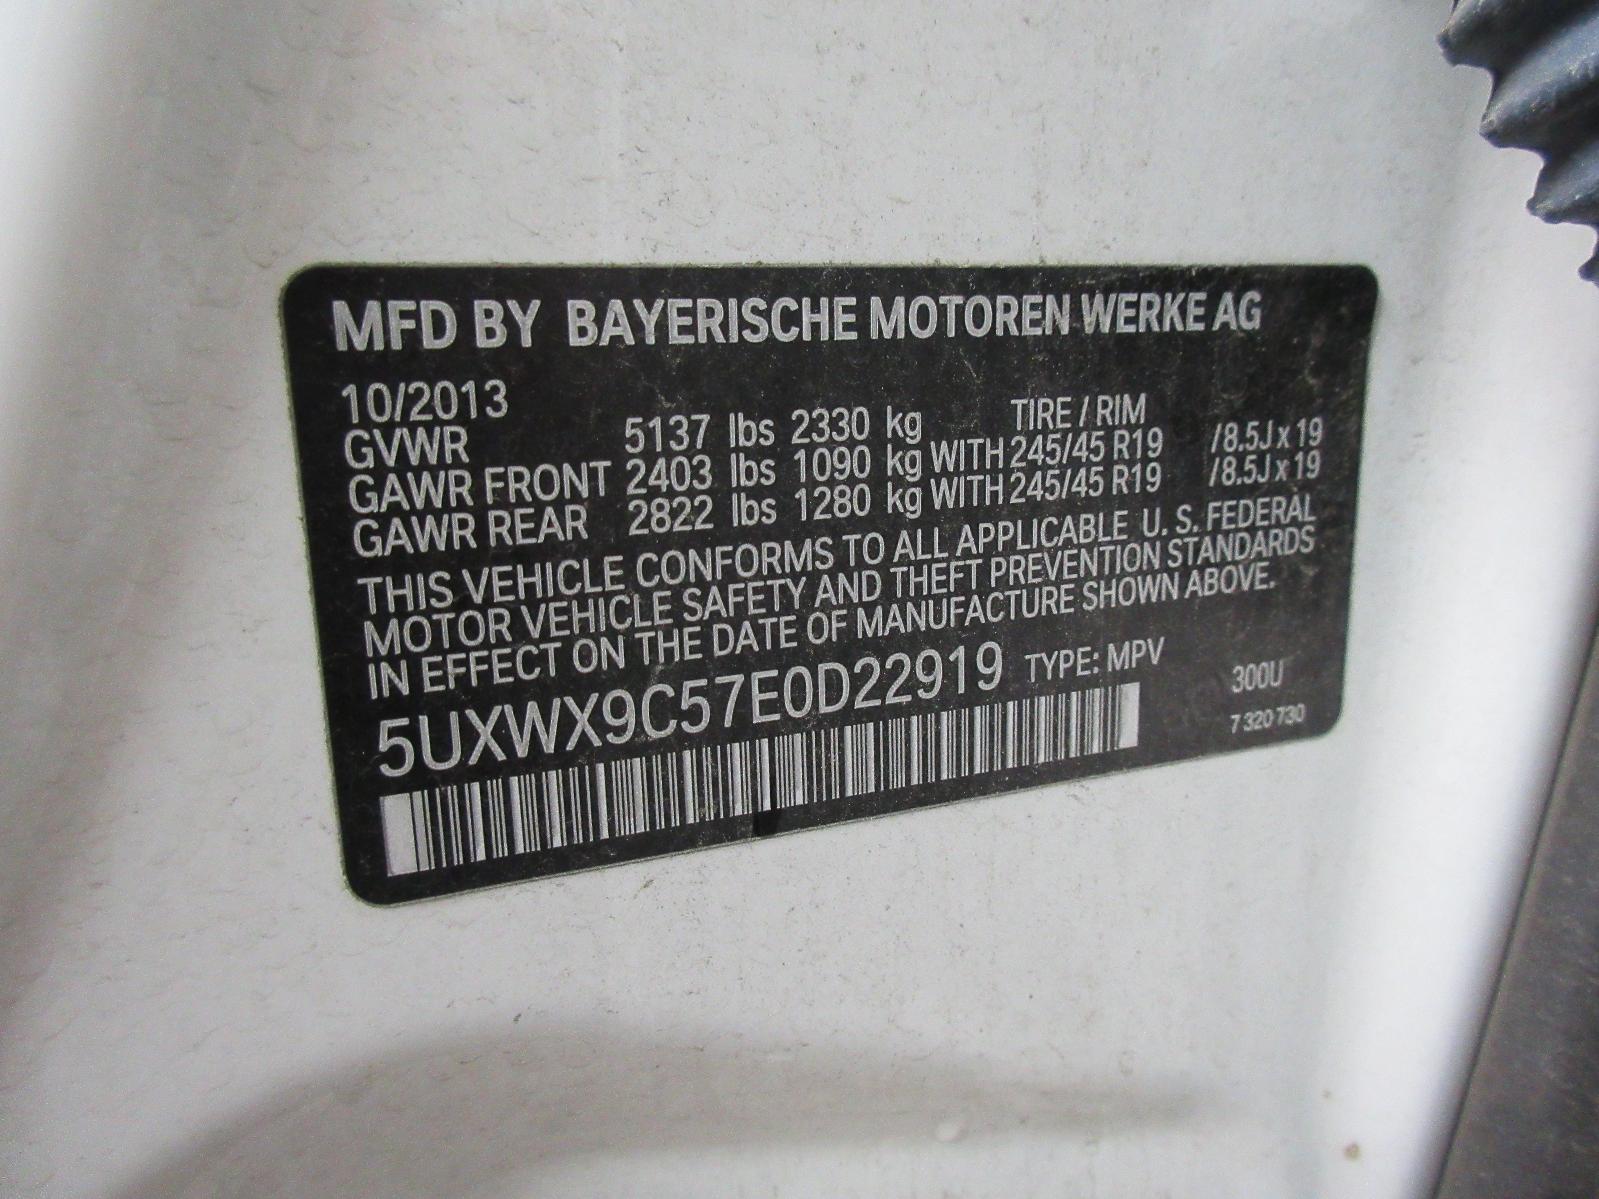 MFD BY BAYERISCHE MOTOREN WERKE AG
10/2013 TIRE / RIM
GVWR 5137 lbs 2330 kg
GAWR FRONT 2403 lbs 1090 kg WITH 245/45 R19 /8.5J x 19
GAWR REAR 2822 lbs 1280 kg WITH 245/45 R19 /8.5J x 19
THIS VEHICLE CONFORMS TO ALL APPLICABLE U. S. FEDERAL
MOTOR VEHICLE SAFETY AND THEFT PREVENTION STANDARDS
IN EFFECT ON THE DATE OF MANUFACTURE SHOWN ABOVE.
5UXWX9C57E0D22919 TYPE: MPV 300U
7 320 730